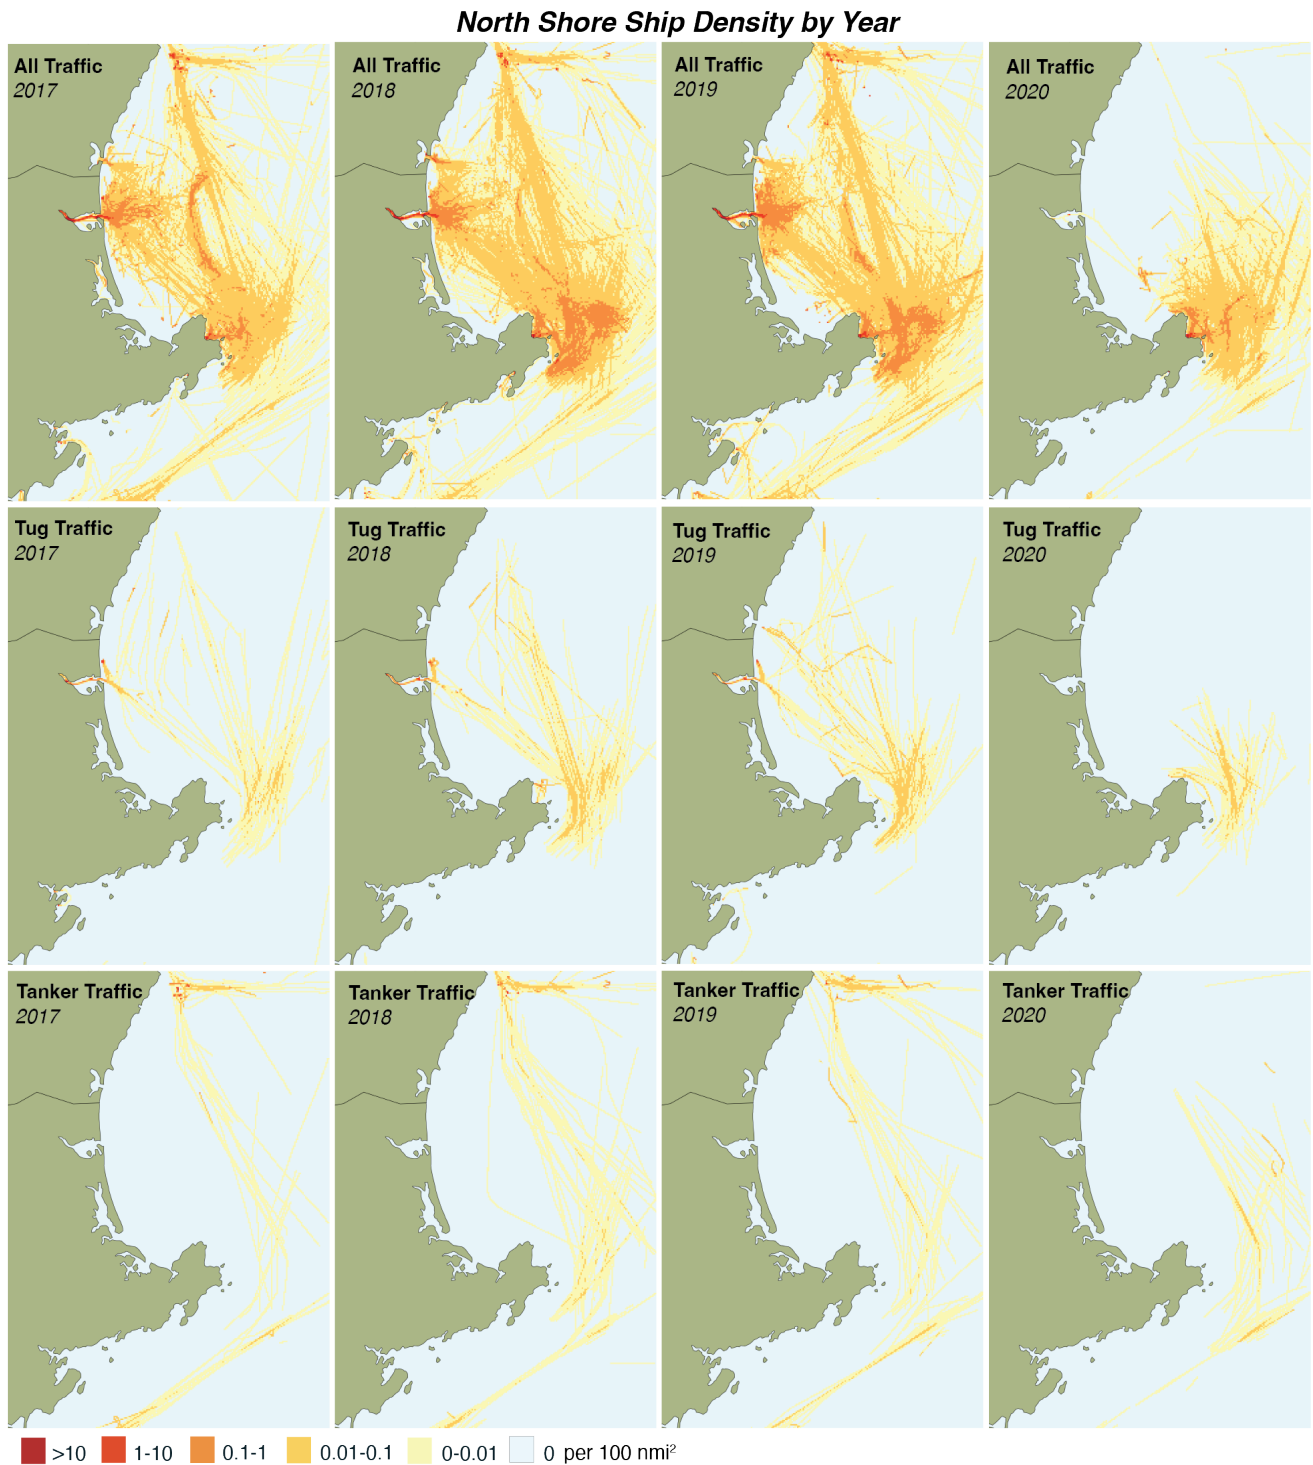 North Shore Ship Density by Year
All Traffic
2017
All Traffic
2018
All Traffic
2019
All Traffic
2020
Tug Traffic
2017
Tug Traffic
2018
Tug Traffic
2019
Tug Traffic
2020
Tanker Traffic
2017
Tanker Traffic
2018
Tanker Traffic
2019
Tanker Traffic
2020
>10 1-10 0.1-1 0.01-0.1 0-0.01 0 per 100 nmi²